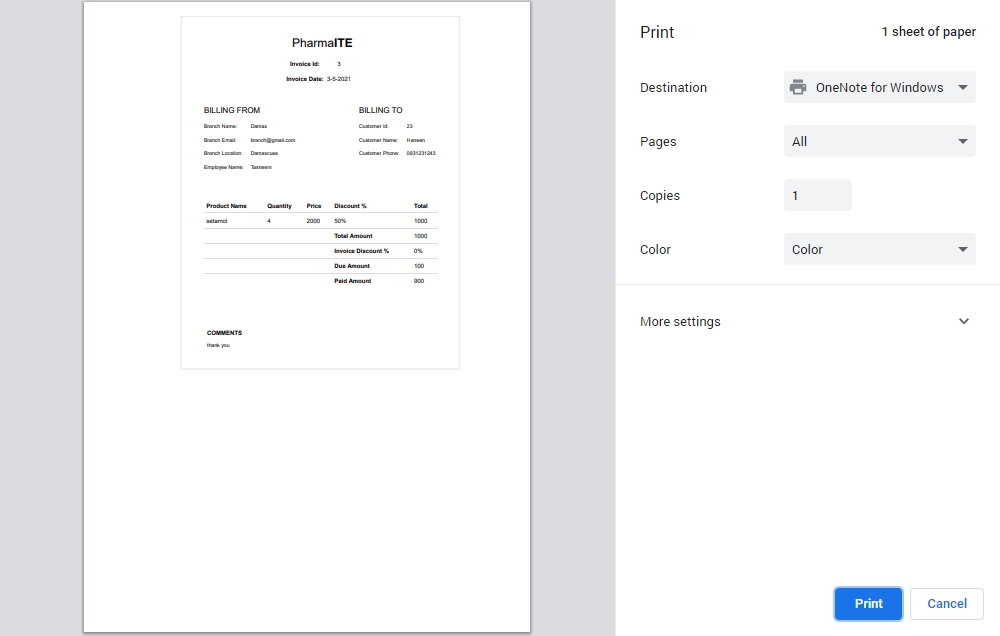 PharmaITE
Invoice Id: 3
Invoice Date: 3-5-2021
BILLING FROM BILLING TO
Branch Name: Damas Customer Id: 23
Branch Email: branch@gmail.com Customer Name: Haneen
Branch Location: Damascuse Customer Phone: 0931231243
Employee Name: Tasneem
Product Name Quantity Price Discount % Total
setamol 4 2000 50% 1000
Total Amount 1000
Invoice Discount % 0%
Due Amount 100
Paid Amount 900
COMMENTS
thank you
Print 1 sheet of paper
Destination OneNote for Windows
Pages All
Copies 1
Color Color
More settings
Print Cancel